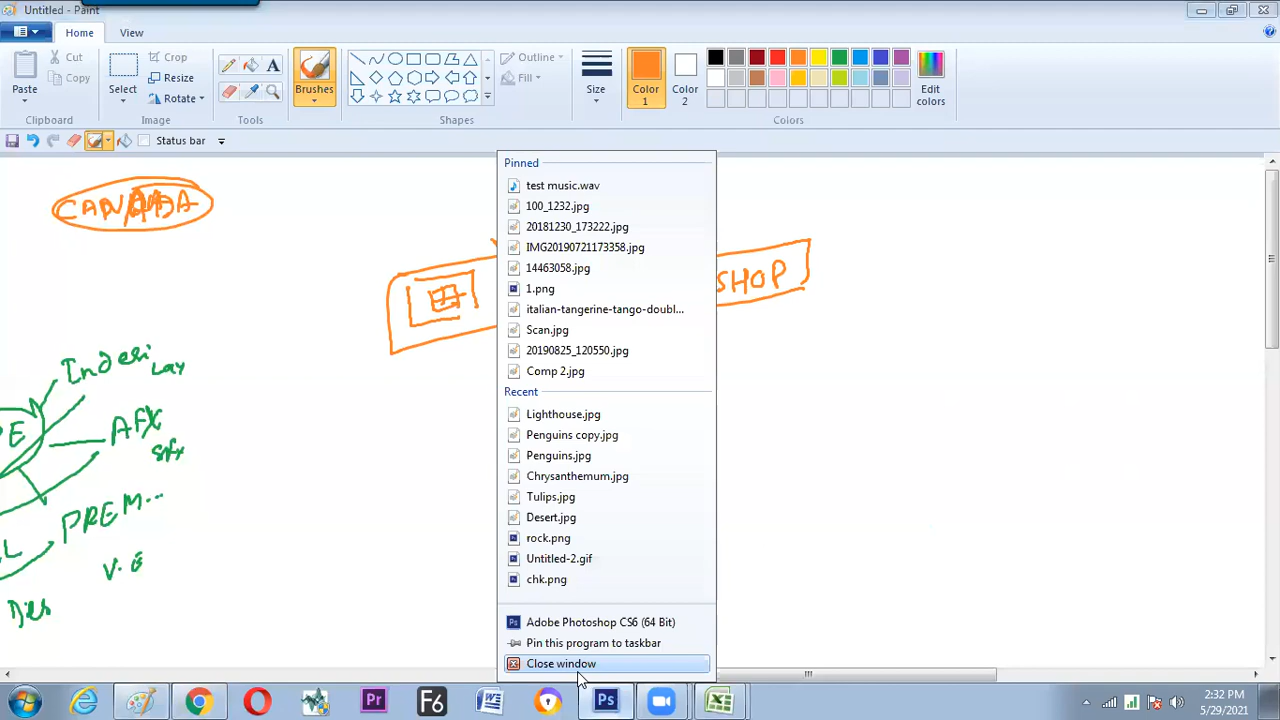 Untitled - Paint
Home
View
Paste
Cut
Copy
Clipboard
Select
Crop
Resize
Rotate
Image
A
Tools
Brushes
Outline
Fill
Shapes
Size
Color 1
Color 2
Edit colors
Colors
Status bar
SHOP
Indesi
Lay
E
AFX
PREM...
L
V.E
Pinned
test music.wav
100_1232.jpg
20181230_173222.jpg
IMG20190721173358.jpg
14463058.jpg
1.png
italian-tangerine-tango-doubl...
Scan.jpg
20190825_120550.jpg
Comp 2.jpg
Recent
Lighthouse.jpg
Penguins copy.jpg
Penguins.jpg
Chrysanthemum.jpg
Tulips.jpg
Desert.jpg
rock.png
Untitled-2.gif
chk.png
Adobe Photoshop CS6 (64 Bit)
Pin this program to taskbar
Close window
Pr
F6
Ps
2:32 PM
5/29/2021